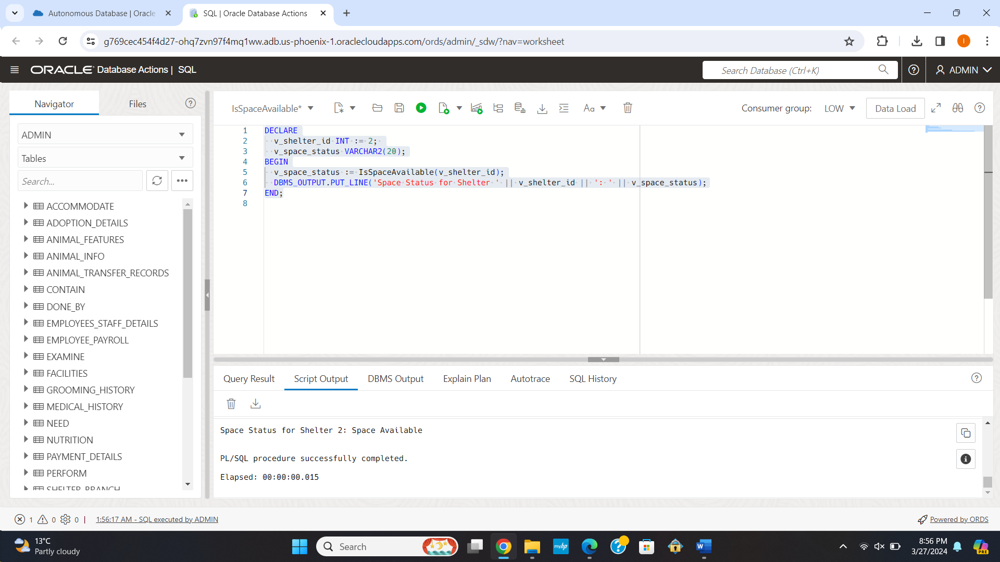 Autonomous Database | Oracle
SQL | Oracle Database Actions
g769cec454f4d27-ohq7zvn97f4mq1ww.adb.us-phoenix-1.oraclecloudapps.com/ords/admin/_sdw/?nav=worksheet
I
ORACLE Database Actions | SQL
Search Database (Ctrl+K)
ADMIN
Navigator
Files
ADMIN
Tables
Search...
ACCOMMODATE
ADOPTION_DETAILS
ANIMAL_FEATURES
ANIMAL_INFO
ANIMAL_TRANSFER_RECORDS
CONTAIN
DONE_BY
EMPLOYEES_STAFF_DETAILS
EMPLOYEE_PAYROLL
EXAMINE
FACILITIES
GROOMING_HISTORY
MEDICAL_HISTORY
NEED
NUTRITION
PAYMENT_DETAILS
PERFORM
SHELTER_BRANCH
IsSpaceAvailable*
Aa
Consumer group: LOW
Data Load
1 DECLARE
2 v_shelter_id INT := 2;
3 v_space_status VARCHAR2(20);
4 BEGIN
5 v_space_status := IsSpaceAvailable(v_shelter_id);
6 DBMS_OUTPUT.PUT_LINE('Space Status for Shelter ' || v_shelter_id || ': ' || v_space_status);
7 END;
8
Query Result
Script Output
DBMS Output
Explain Plan
Autotrace
SQL History
Space Status for Shelter 2: Space Available
PL/SQL procedure successfully completed.
Elapsed: 00:00:00.015
1 0 0 | 1:56:17 AM - SQL executed by ADMIN
Powered by ORDS
13°C
Partly cloudy
Search
myhp
W
8:56 PM
3/27/2024
PRE